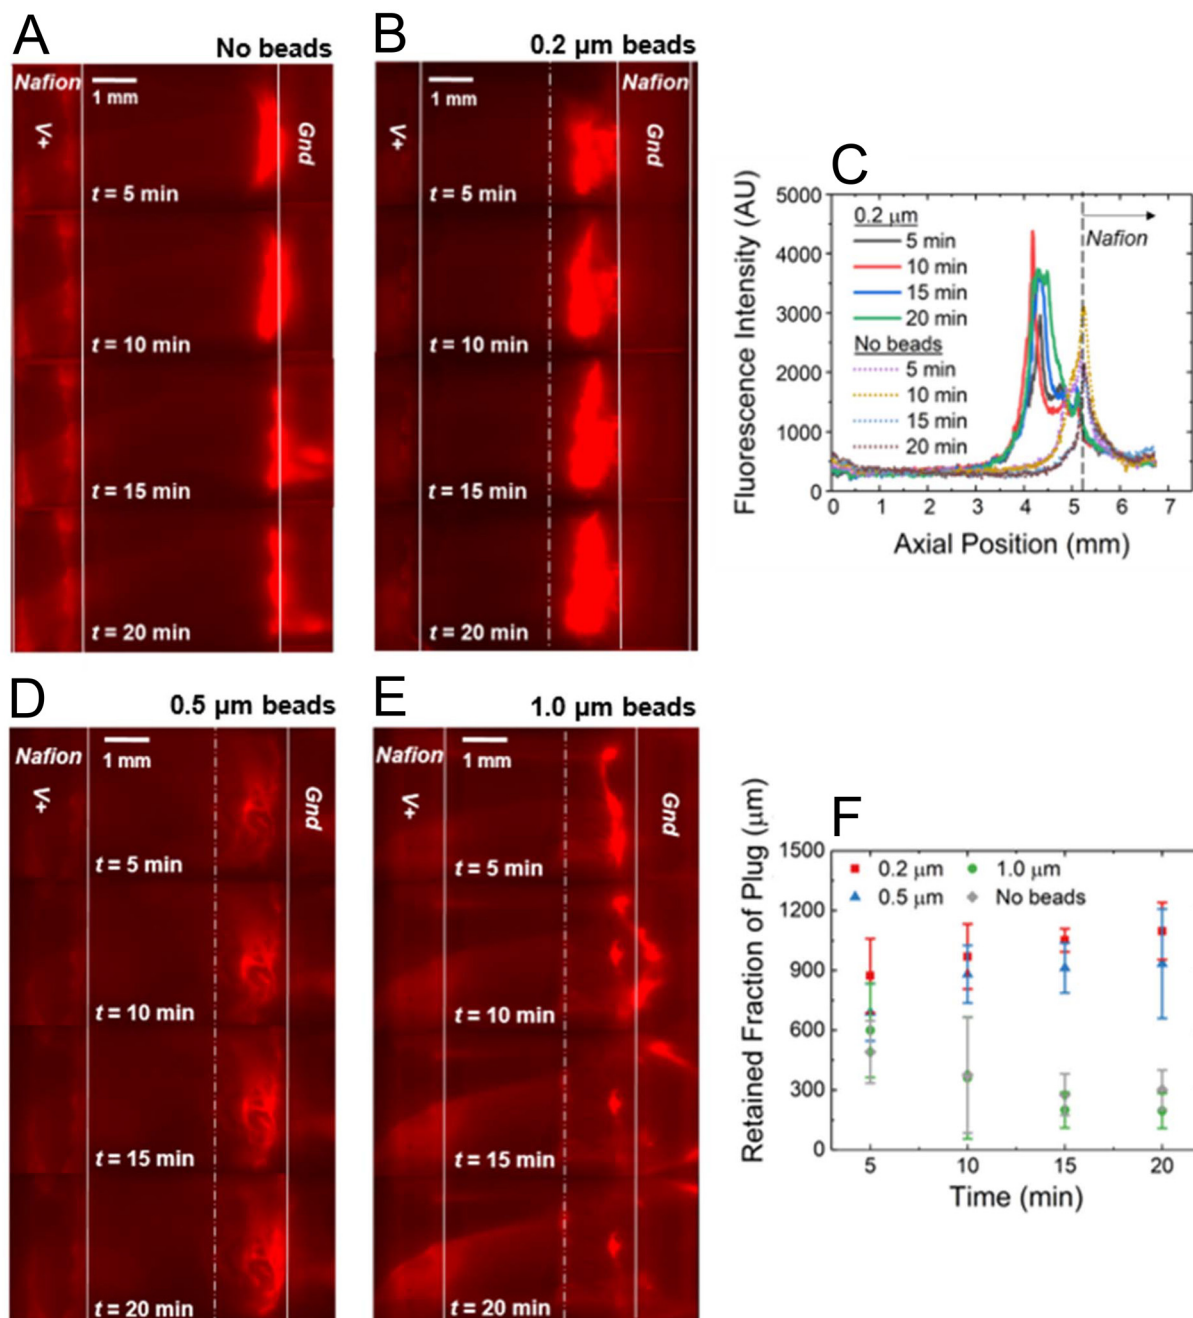 A
No beads
Nafion
1 mm
V+
Gnd
t = 5 min
t = 10 min
t = 15 min
t = 20 min
B
0.2 µm beads
1 mm
Nafion
V+
Gnd
t = 5 min
t = 10 min
t = 15 min
t = 20 min
C
Fluorescence Intensity (AU)
5000
4000
3000
2000
1000
0
0.2 µm
5 min
10 min
15 min
20 min
No beads
5 min
10 min
15 min
20 min
Nafion
0 1 2 3 4 5 6 7
Axial Position (mm)
D
0.5 µm beads
Nafion
1 mm
V+
Gnd
t = 5 min
t = 10 min
t = 15 min
t = 20 min
E
1.0 µm beads
Nafion
1 mm
V+
Gnd
t = 5 min
t = 10 min
t = 15 min
t = 20 min
F
Retained Fraction of Plug (µm)
1500
1200
900
600
300
0
0.2 µm 1.0 µm
0.5 µm No beads
5 10 15 20
Time (min)